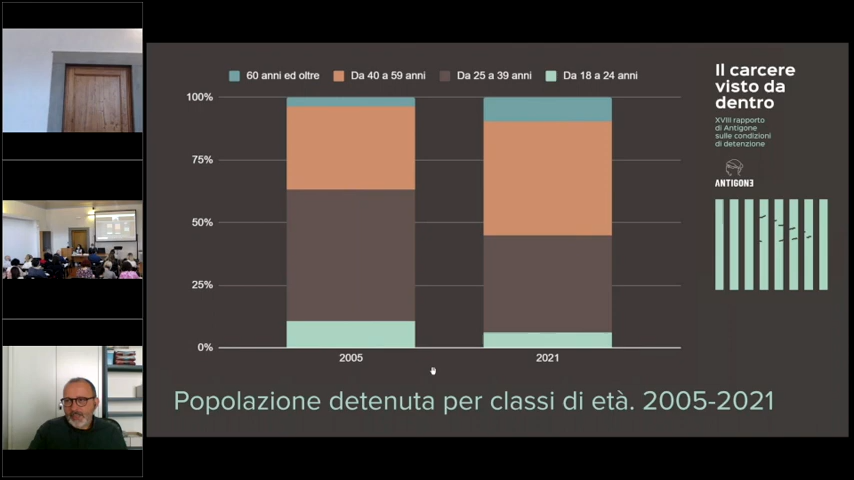 60 anni ed oltre
Da 40 a 59 anni
Da 25 a 39 anni
Da 18 a 24 anni
100%
75%
50%
25%
0%
2005
2021
Popolazione detenuta per classi di età. 2005-2021
Il carcere
visto da
dentro
XVIII rapporto
di Antigone
sulle condizioni
di detenzione
ANTIGONE